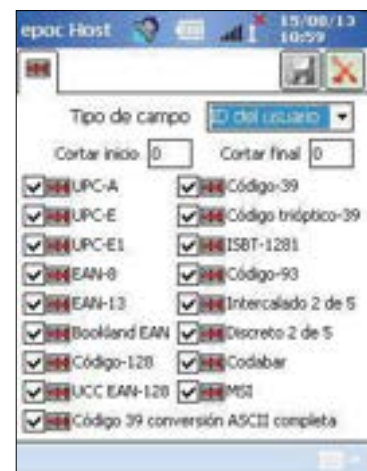 epoc Host 15/08/13
10:59
Tipo de campo ID del usuario
Cortar inicio 0 Cortar final 0
UPC-A Código-39
UPC-E Código trióptico-39
UPC-E1 ISBT-1281
EAN-8 Código-93
EAN-13 Intercalado 2 de 5
Bookland EAN Discreto 2 de 5
Código-128 Codabar
UCC EAN-128 MSI
Código 39 conversión ASCII completa